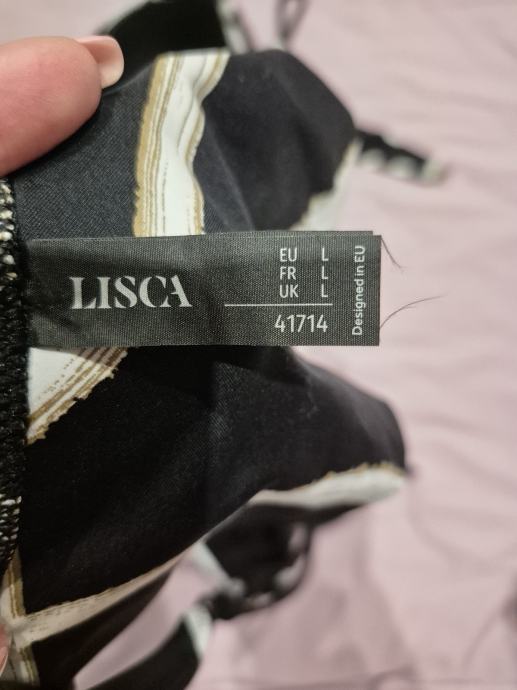 LISCA
EU L
FR L
UK L
41714
Designed in EU